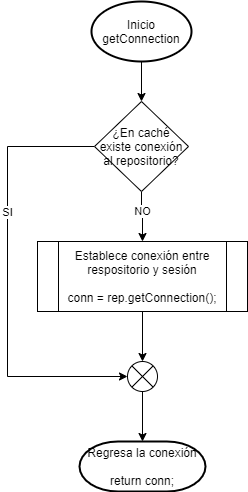 Inicio
getConnection
¿En caché
existe conexión
al repositorio?
SI
NO
Establece conexión entre
respositorio y sesión
conn = rep.getConnection();
Regresa la conexión
return conn;